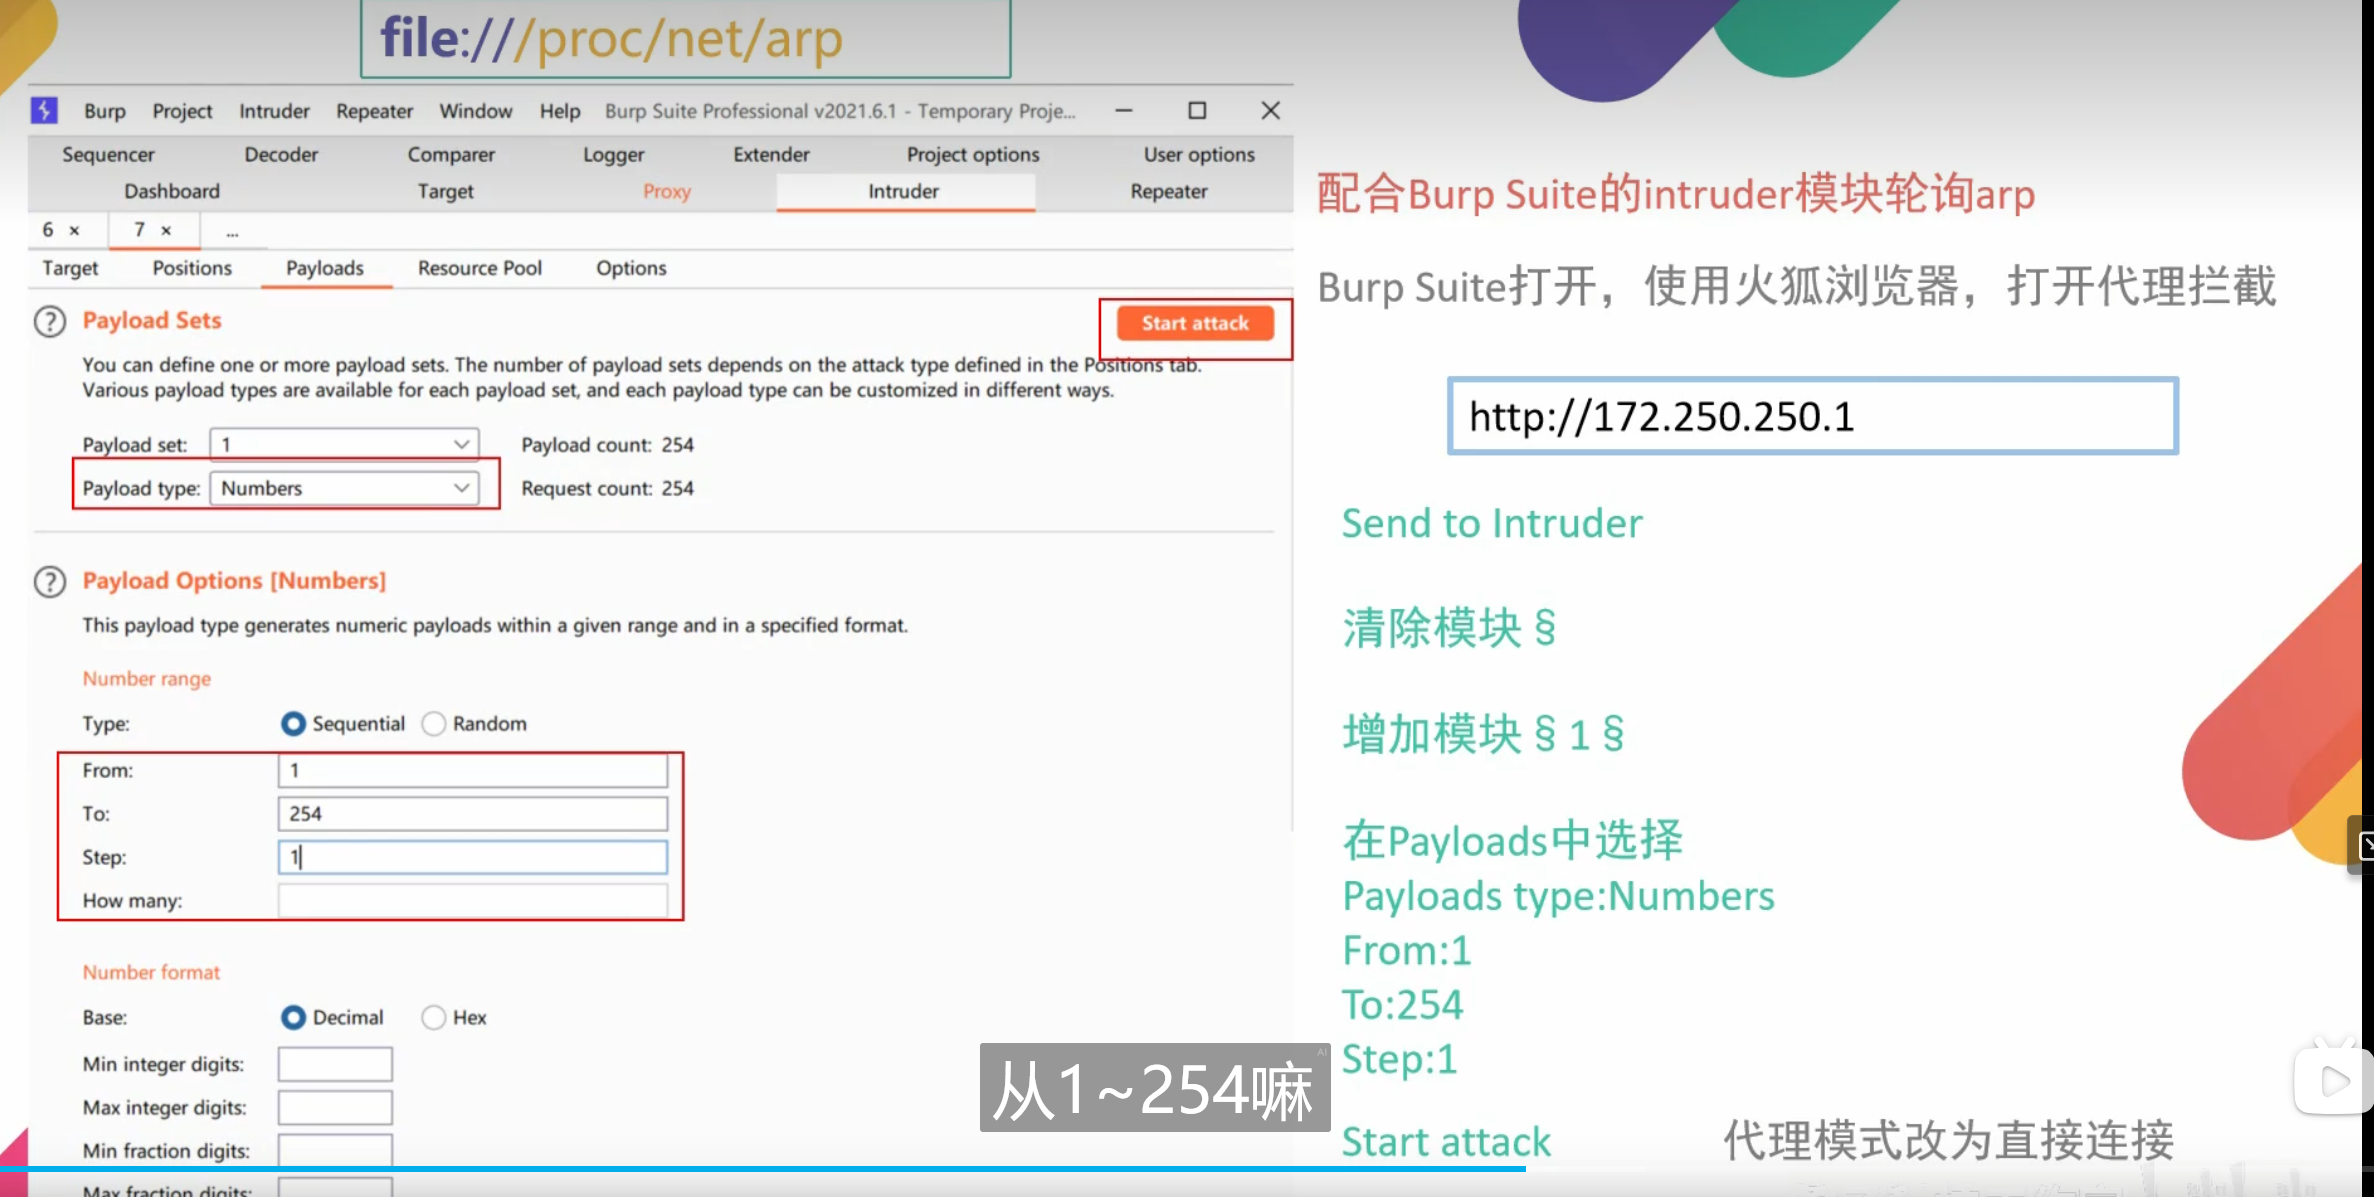 file:///proc/net/arp
Burp Project Intruder Repeater Window Help Burp Suite Professional v2021.6.1 - Temporary Proje...
Sequencer Decoder Comparer Logger Extender Project options User options
Dashboard Target Proxy Intruder Repeater
6 × 7 × ...
Target Positions Payloads Resource Pool Options
? Payload Sets
Start attack
You can define one or more payload sets. The number of payload sets depends on the attack type defined in the Positions tab.
Various payload types are available for each payload set, and each payload type can be customized in different ways.
Payload set: 1 Payload count: 254
Payload type: Numbers Request count: 254
? Payload Options [Numbers]
This payload type generates numeric payloads within a given range and in a specified format.
Number range
Type: Sequential Random
From: 1
To: 254
Step: 1
How many:
Number format
Base: Decimal Hex
Min integer digits:
Max integer digits:
Min fraction digits:
Max fraction digits:
配合Burp Suite的intruder模块轮询arp
Burp Suite打开，使用火狐浏览器，打开代理拦截
http://172.250.250.1
Send to Intruder
清除模块§
增加模块§1§
在Payloads中选择
Payloads type:Numbers
From:1
To:254
Step:1
Start attack
代理模式改为直接连接
从1~254嘛
AI